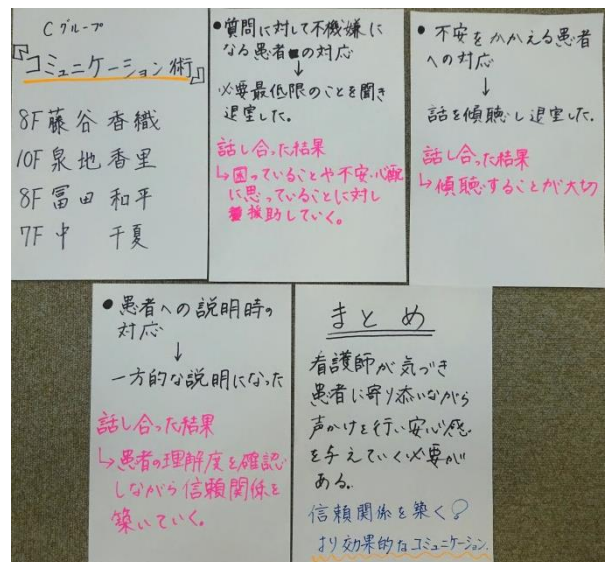 Cグループ
『コミュニケーション術』
8F 藤谷 香織
10F 泉地 香里
8F 冨田 和平
7F 中 千夏
●質問に対して不機嫌に
なる患者の対応
↓
必要最低限のことを聞き
退室した。
話し合った結果
↳困っていることや不安・心配
に思っていることに対し
援助していく。
●不安をかかえる患者
への対応
↓
話を傾聴し退室した。
話し合った結果
↳傾聴することが大切
●患者への説明時の
対応
↓
一方的な説明になった
話し合った結果
↳患者の理解度を確認
しながら信頼関係を
築いていく。
まとめ
看護師が気づき
患者に寄り添いながら
声かけを行い安心感
を与えていく必要が
ある。
信頼関係を築く
より効果的なコミュニケーション.